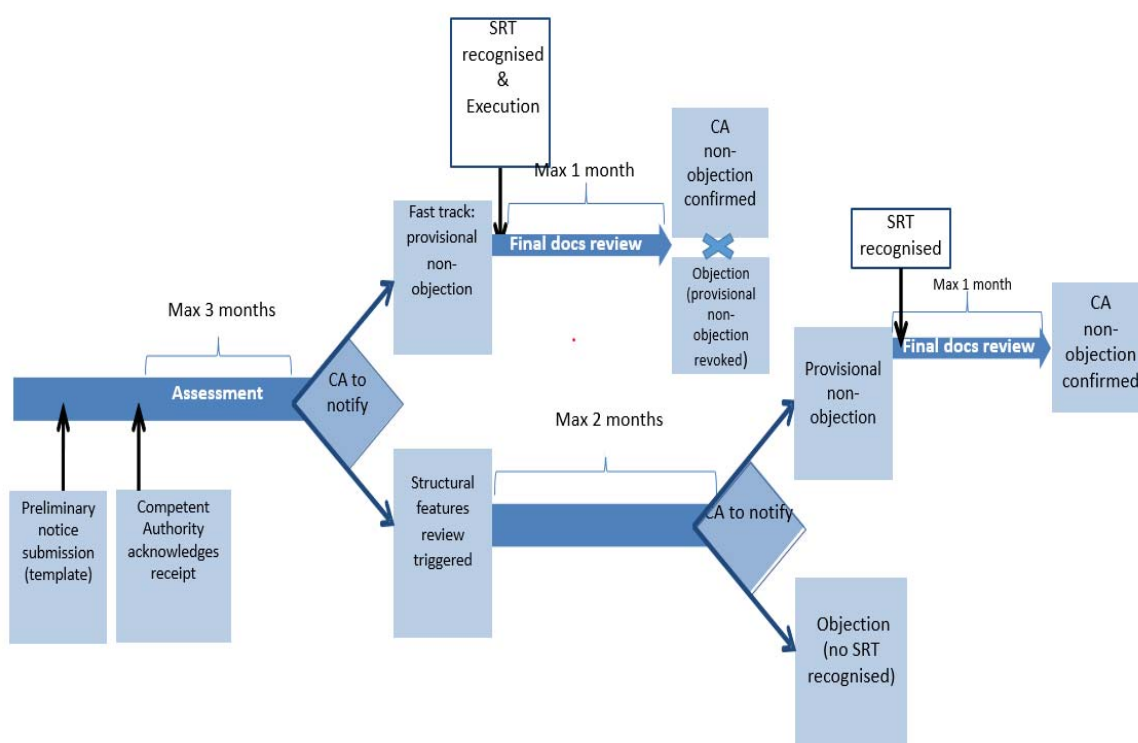 SRT
recognised
&
Execution
Max 1 month
CA
non-
objection
confirmed
Fast track:
provisional
non-
objection
Final docs review
Objection
(provisional
non-
objection
revoked)
SRT
recognised
Max 1 month
Final docs review
CA
non-
objection
confirmed
Max 3 months
Assessment
CA to
notify
Provisional
non-
objection
Max 2 months
Preliminary
notice
submission
(template)
Competent
Authority
acknowledges
receipt
Structural
features
review
triggered
CA to notify
Objection
(no SRT
recognised)